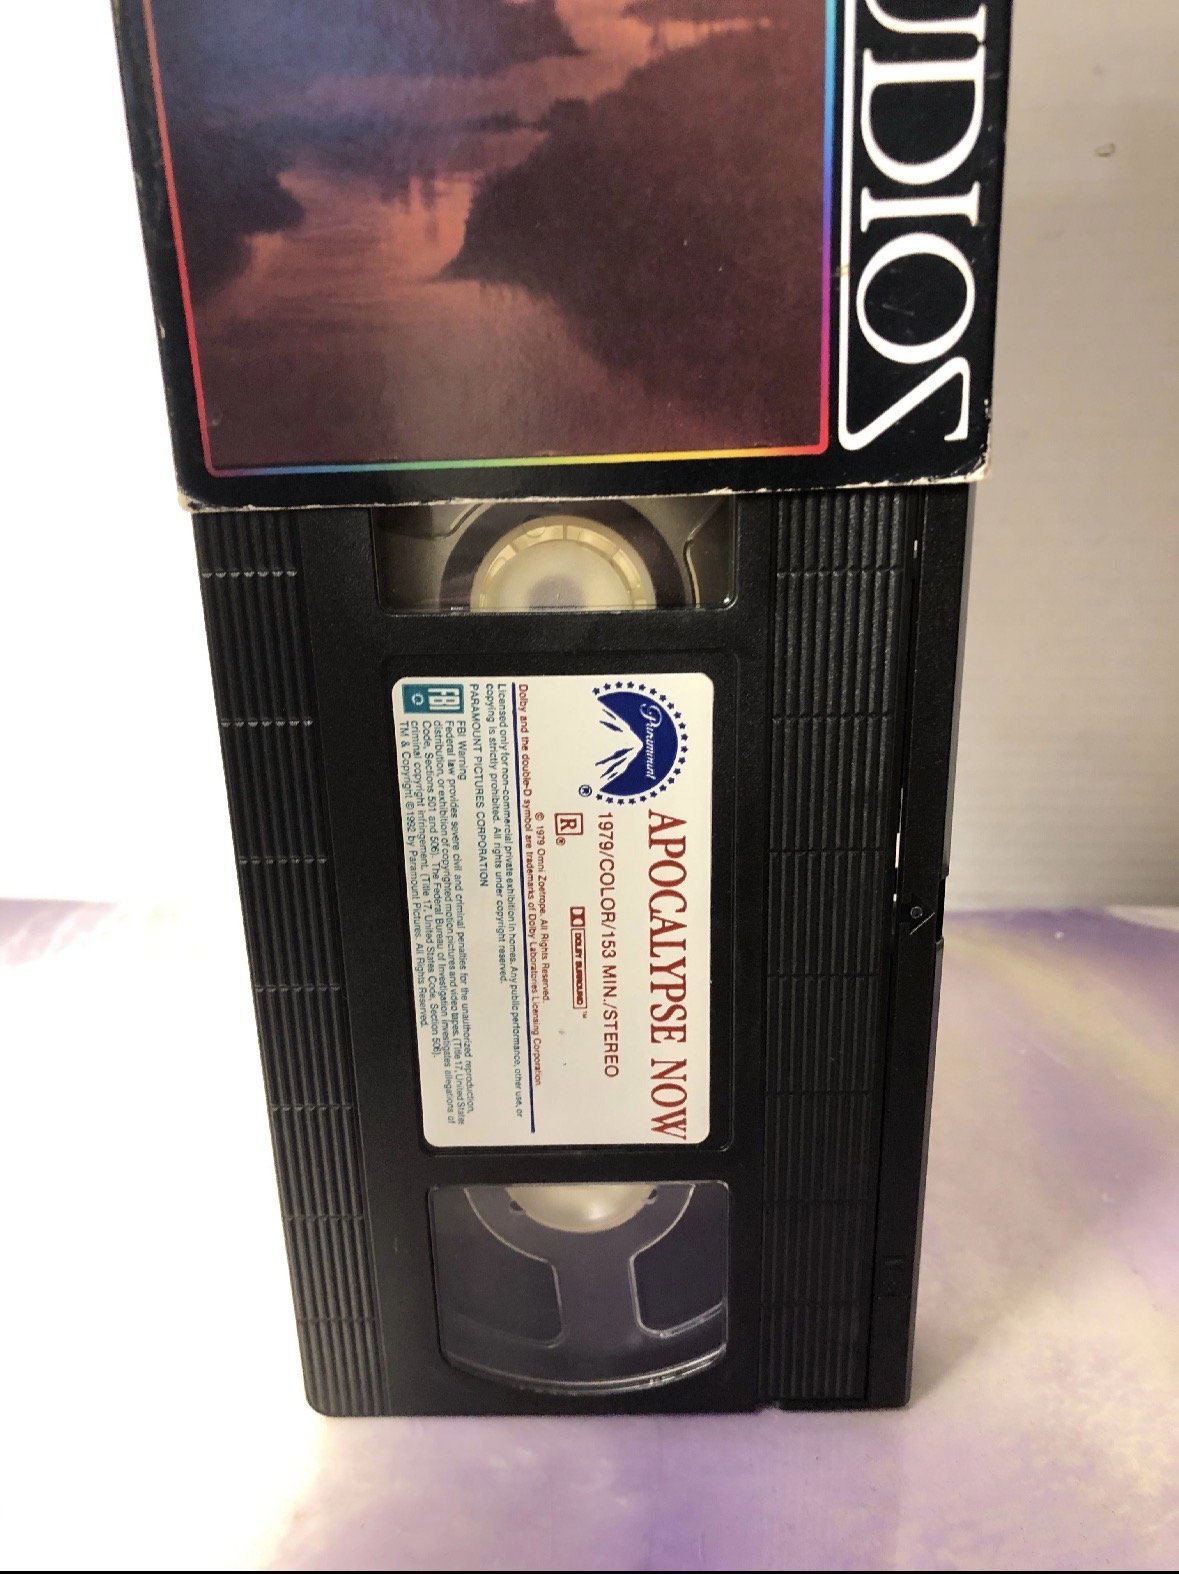 UDIOS
Paramount
®
APOCALYPSE NOW
1979/COLOR/153 MIN./STEREO
R ®
DOLBY SURROUND ™
© 1979 Omni Zoetrope. All Rights Reserved.
Dolby and the double-D symbol are trademarks of Dolby Laboratories Licensing Corporation
Licensed only for non-commercial private exhibition in homes. Any public performance, other use, or
copying is strictly prohibited. All rights under copyright reserved.
PARAMOUNT PICTURES CORPORATION
FBI
FBI Warning
Federal law provides severe civil and criminal penalties for the unauthorized reproduction,
distribution, or exhibition of copyrighted motion pictures and video tapes. (Title 17, United States
Code, Sections 501 and 506). The Federal Bureau of Investigation investigates allegations of
criminal copyright infringement. (Title 17, United States Code, Section 506).
TM & Copyright © 1992 by Paramount Pictures. All Rights Reserved.